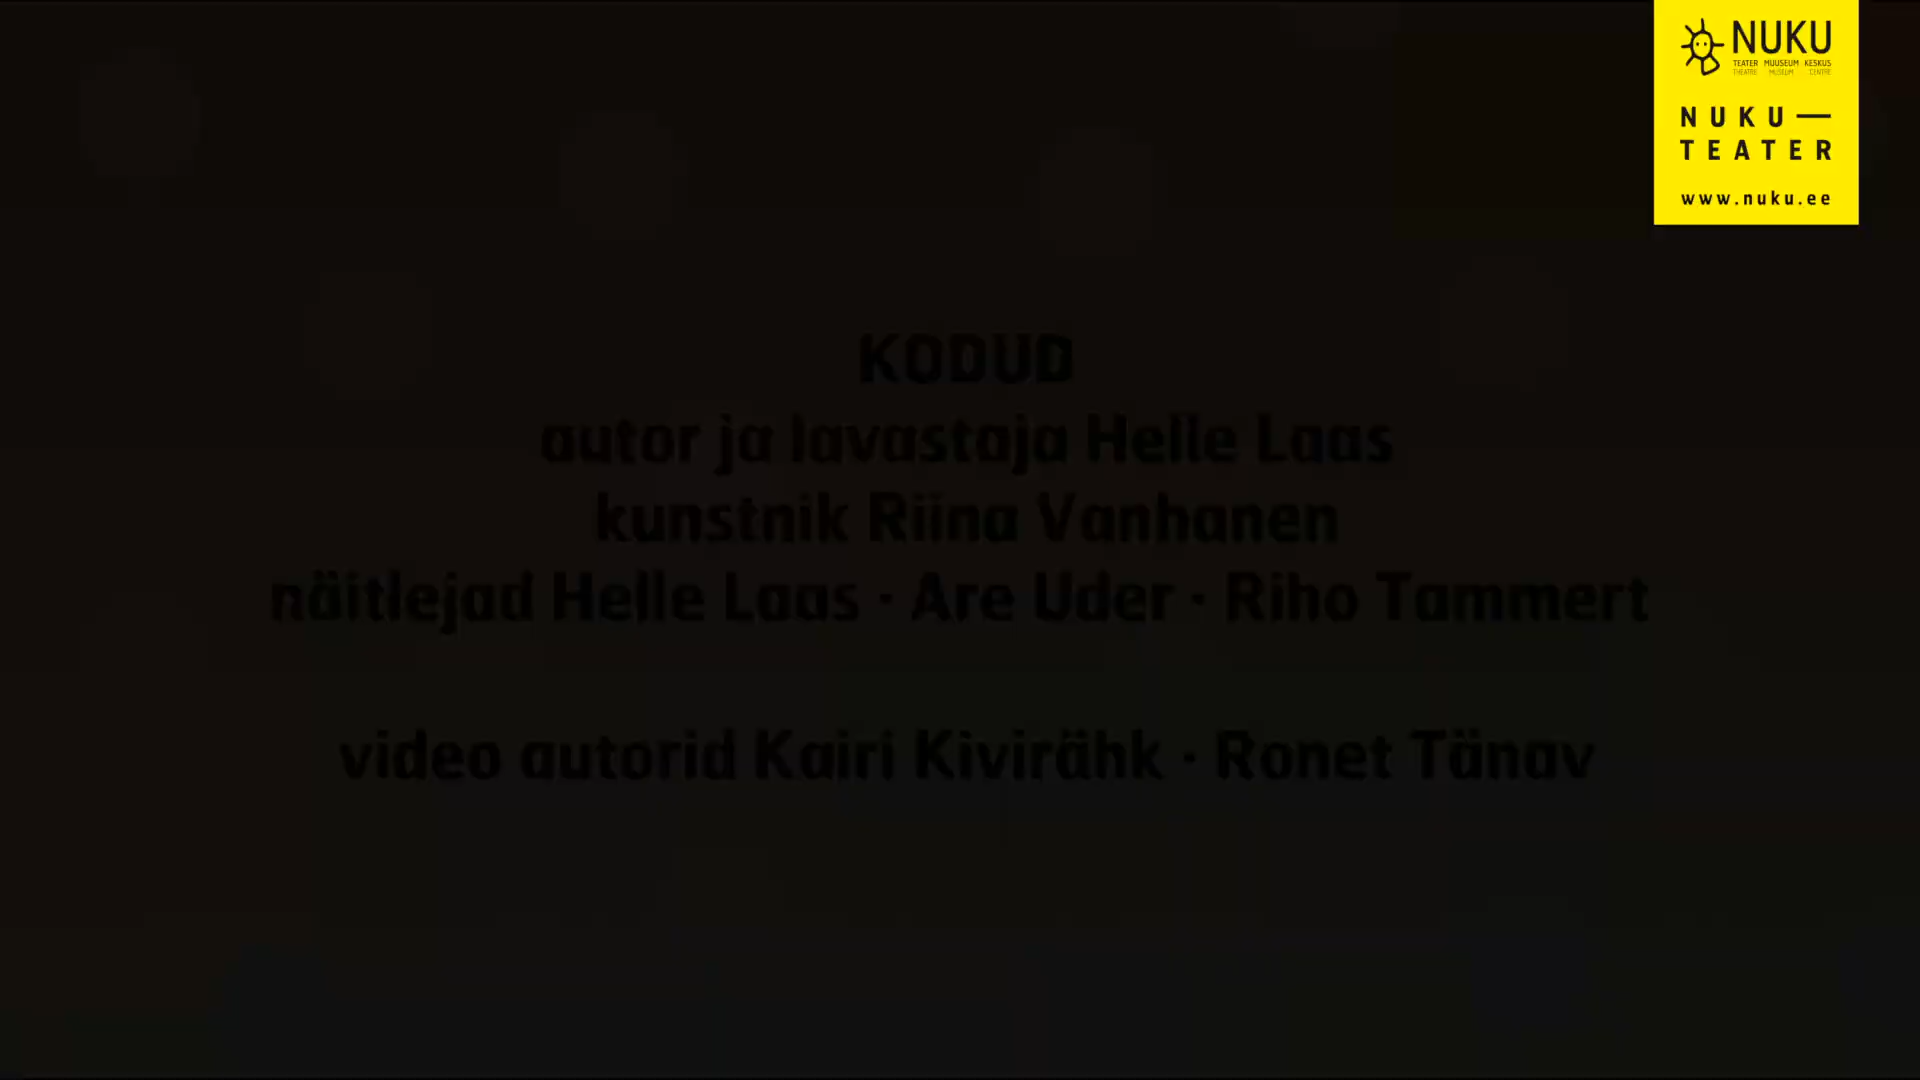 NUKU
TEATER MUUSEUM KESKUS
THEATRE MUSEUM CENTRE
NUKU—
TEATER
www.nuku.ee
KODUD
autor ja lavastaja Helle Laas
kunstnik Riina Vanhanen
näitlejad Helle Laas · Are Uder · Riho Tammert
video autorid Kairi Kivirähk · Ronet Tänav